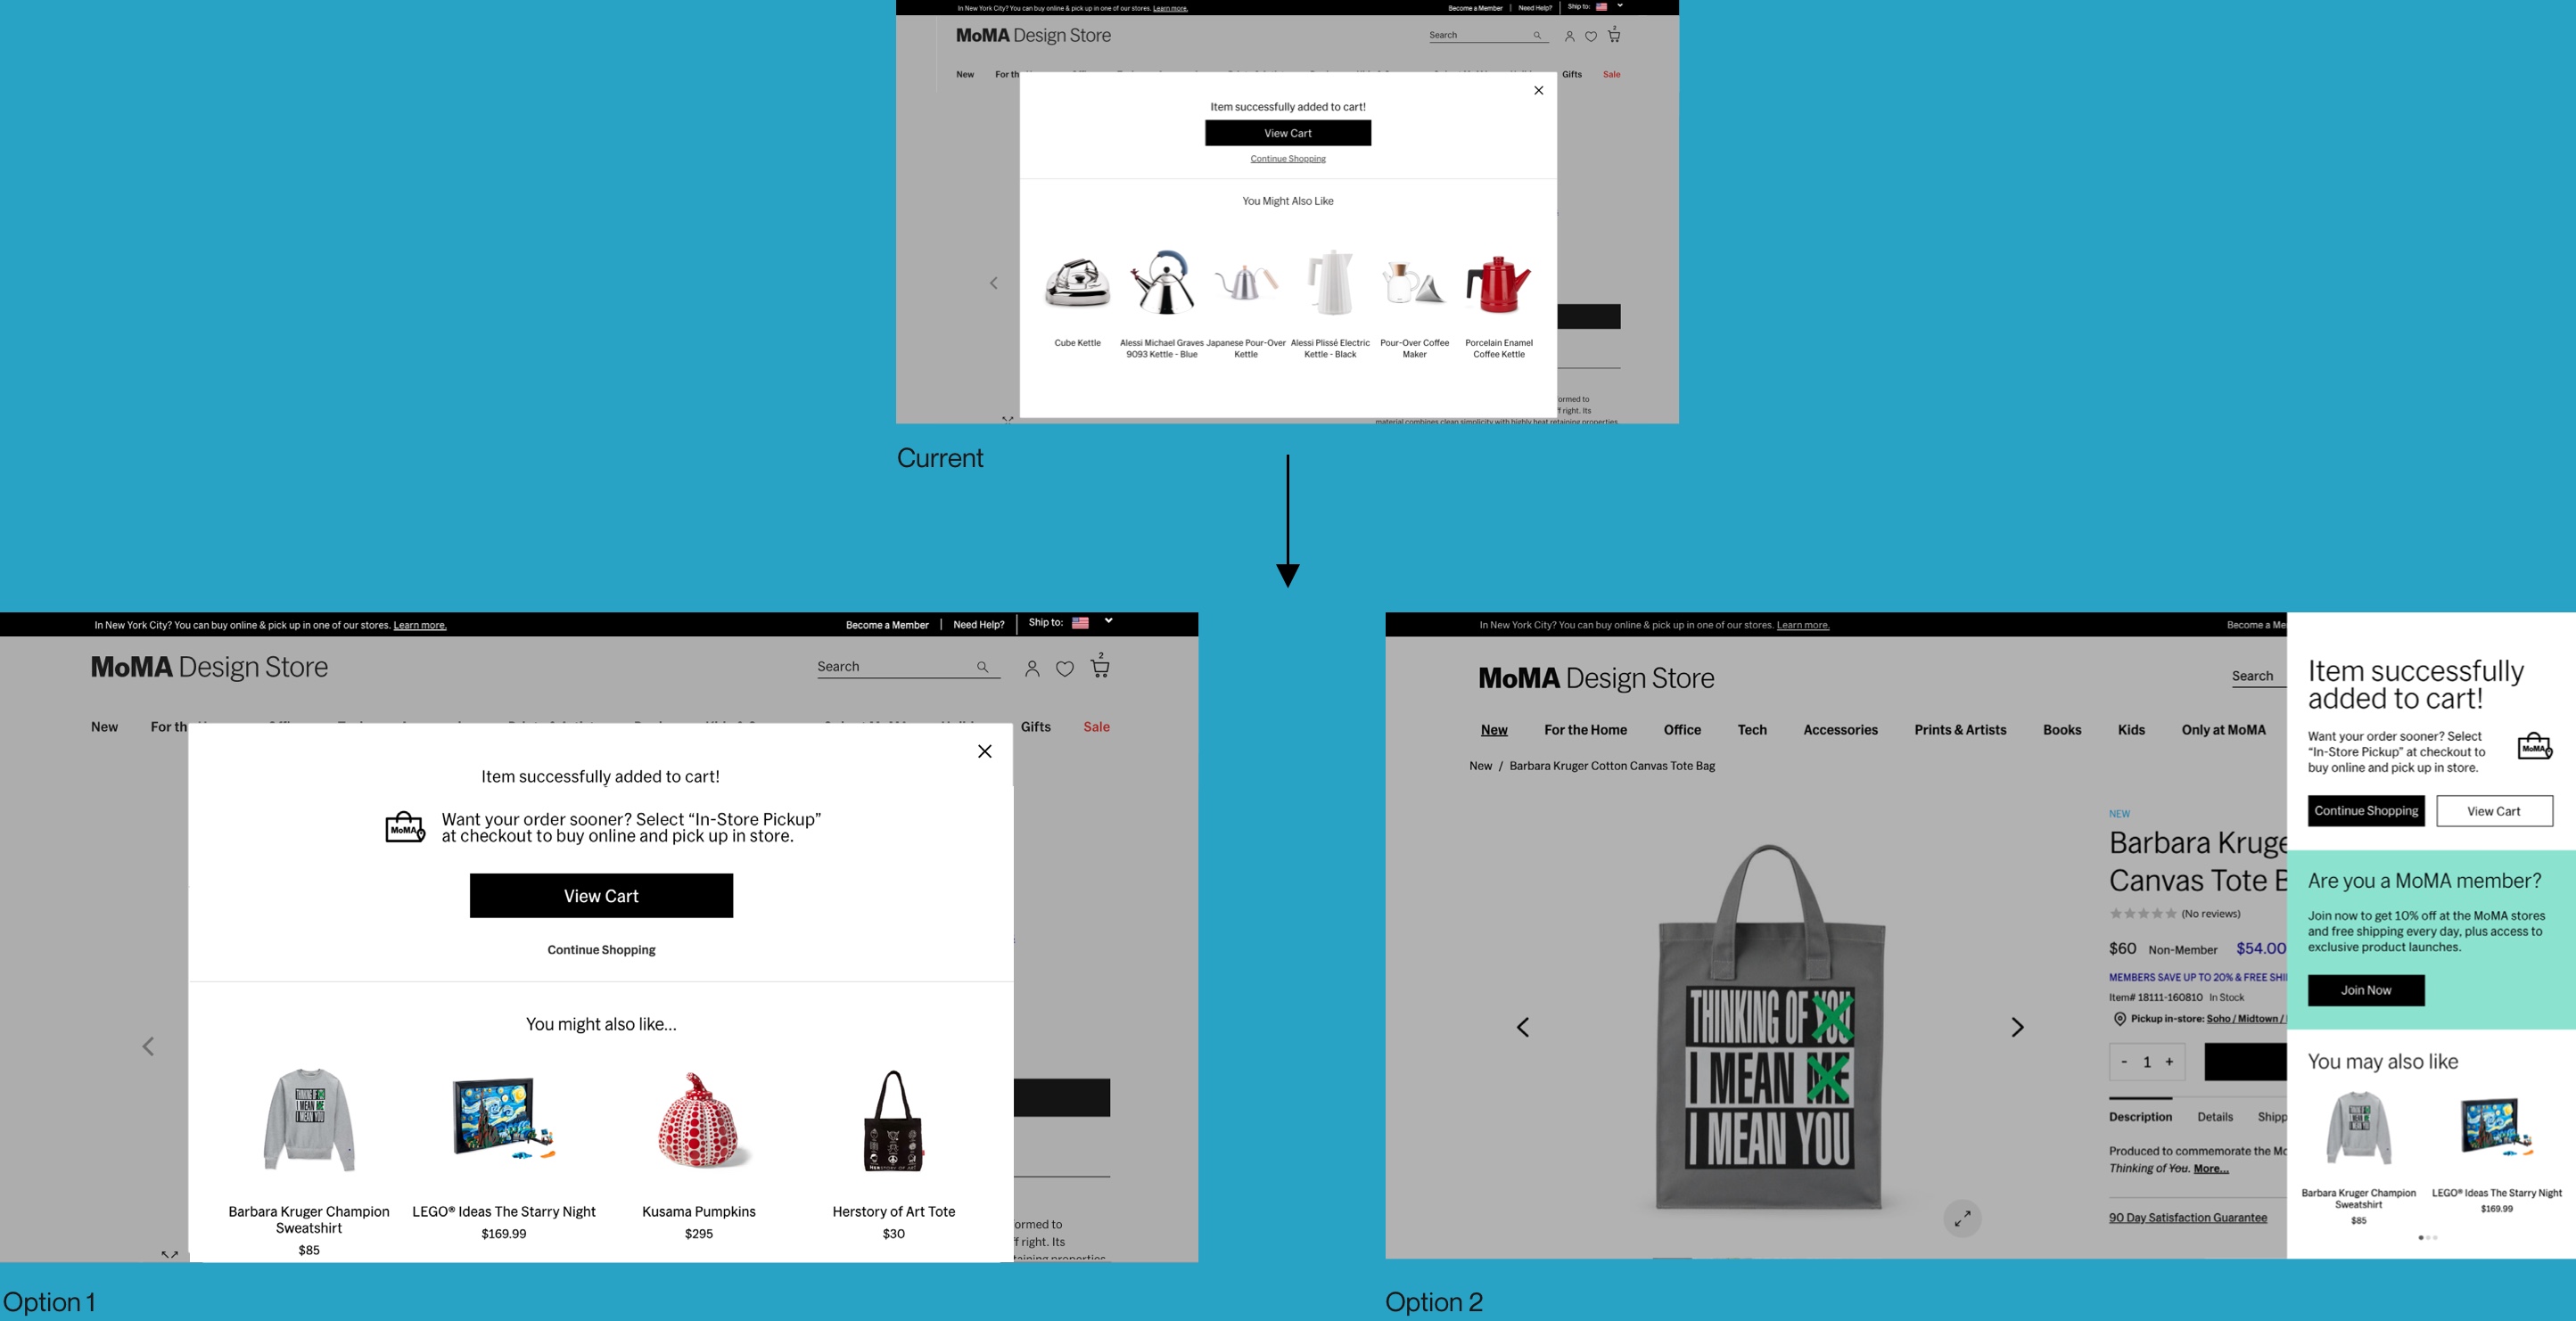 In New York City? You can buy online & pick up in one of our stores. Learn more.
Become a Member | Need Help? | Ship to:
MoMA Design Store
Search
2
New
For th
Gifts
Sale
Item successfully added to cart!
View Cart
Continue Shopping
You Might Also Like
Cube Kettle
Alessi Michael Graves
9093 Kettle - Blue
Japanese Pour-Over
Kettle
Alessi Plissé Electric
Kettle - Black
Pour-Over Coffee
Maker
Porcelain Enamel
Coffee Kettle
ormed to
f right. Its
material combines clean simplicity with highly heat retaining properties
Current
In New York City? You can buy online & pick up in one of our stores. Learn more.
Become a Member | Need Help? | Ship to:
MoMA Design Store
Search
2
New
For th
Gifts
Sale
Item successfully added to cart!
MoMA
Want your order sooner? Select “In-Store Pickup”
at checkout to buy online and pick up in store.
View Cart
Continue Shopping
You might also like...
THINKING OF YOU
I MEAN ME
I MEAN YOU
HERSTORY OF ART
Barbara Kruger Champion
Sweatshirt
$85
LEGO® Ideas The Starry Night
$169.99
Kusama Pumpkins
$295
Herstory of Art Tote
$30
ormed to
f right. Its
taining properties
Option 1
In New York City? You can buy online & pick up in one of our stores. Learn more.
Become a Me
MoMA Design Store
Search
New
For the Home
Office
Tech
Accessories
Prints & Artists
Books
Kids
Only at MoMA
New / Barbara Kruger Cotton Canvas Tote Bag
THINKING OF YOU
I MEAN ME
I MEAN YOU
NEW
Barbara Kruge
Canvas Tote B
(No reviews)
$60 Non-Member $54.00
MEMBERS SAVE UP TO 20% & FREE SHI
Item# 18111-160810 In Stock
Pickup in-store: Soho / Midtown /
- 1 +
Description
Details
Shipp
Produced to commemorate the Mo
Thinking of You. More...
90 Day Satisfaction Guarantee
Item successfully
added to cart!
Want your order sooner? Select
“In-Store Pickup” at checkout to
buy online and pick up in store.
MoMA
Continue Shopping
View Cart
Are you a MoMA member?
Join now to get 10% off at the MoMA stores
and free shipping every day, plus access to
exclusive product launches.
Join Now
You may also like
Barbara Kruger Champion
Sweatshirt
$85
LEGO® Ideas The Starry Night
$169.99
Option 2